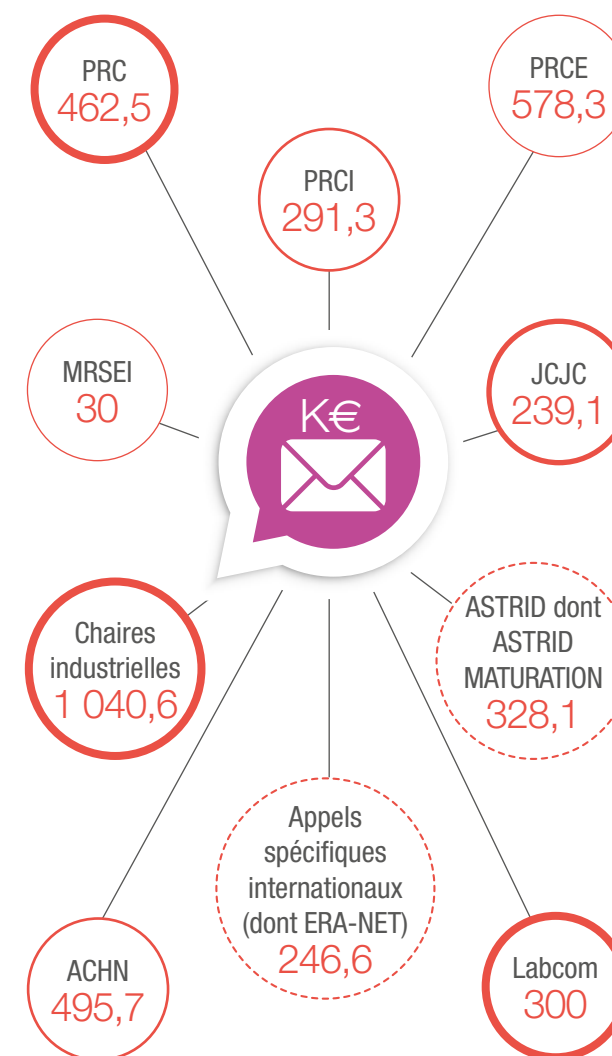 PRC
462,5
PRCE
578,3
PRCI
291,3
MRSEI
30
K€
JCJC
239,1
Chaires
industrielles
1 040,6
ASTRID dont
ASTRID
MATURATION
328,1
Appels
spécifiques
internationaux
(dont ERA-NET)
246,6
ACHN
495,7
Labcom
300